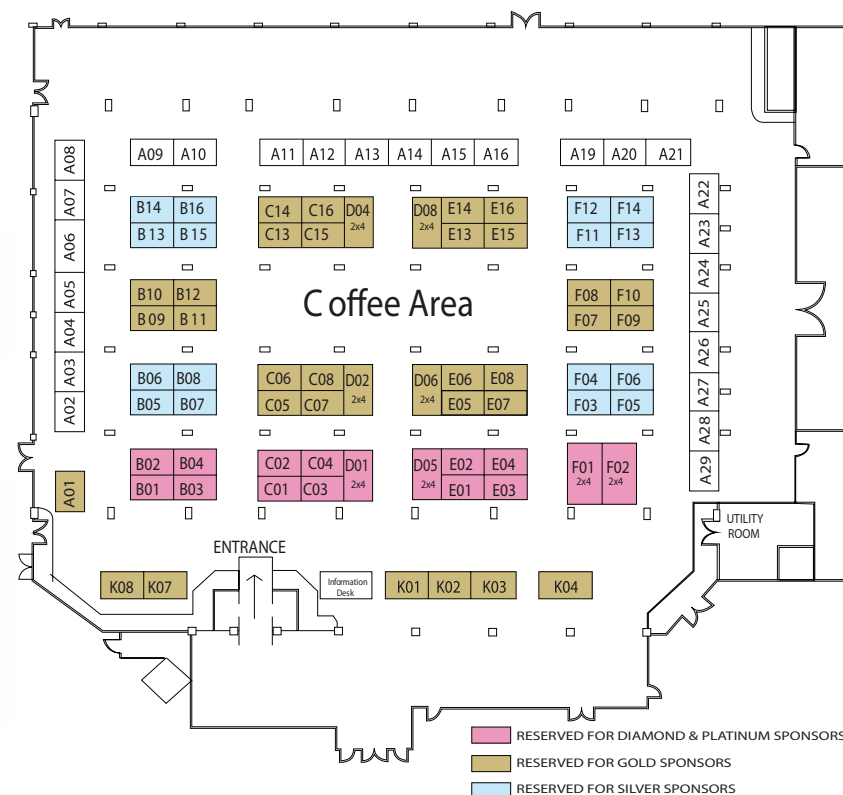 A08
A07
A06
A05
A04
A03
A02
A01
A09 A10
A11 A12 A13 A14 A15 A16
A19 A20 A21
A22
A23
A24
A25
A26
A27
A28
A29
B14 B16
B13 B15
C14 C16 D04
C13 C15 2x4
D08 E14 E16
2x4 E13 E15
F12 F14
F11 F13
B10 B12
B09 B11
Coffee Area
F08 F10
F07 F09
B06 B08
B05 B07
C06 C08 D02
C05 C07 2x4
D06 E06 E08
2x4 E05 E07
F04 F06
F03 F05
B02 B04
B01 B03
C02 C04 D01
C01 C03 2x4
D05 E02 E04
2x4 E01 E03
F01 F02
2x4 2x4
UTILITY
ROOM
ENTRANCE
K08 K07
Information
Desk
K01 K02 K03
K04
RESERVED FOR DIAMOND & PLATINUM SPONSORS
RESERVED FOR GOLD SPONSORS
RESERVED FOR SILVER SPONSORS